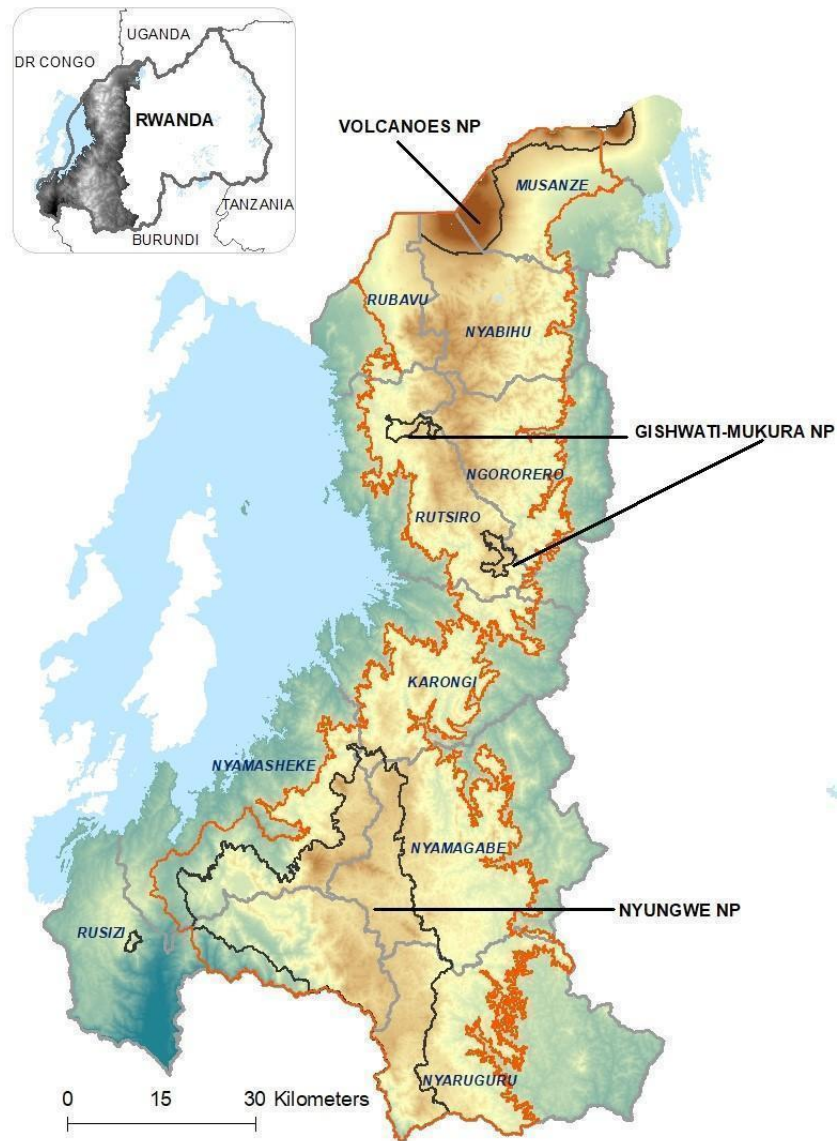 UGANDA
DR CONGO
RWANDA
TANZANIA
BURUNDI
VOLCANOES NP
MUSANZE
RUBAVU
NYABIHU
GISHWATI-MUKURA NP
NGORORERO
RUTSIRO
KARONGI
NYAMASHEKE
NYAMAGABE
NYUNGWE NP
RUSIZI
NYARUGURU
0 15 30 Kilometers